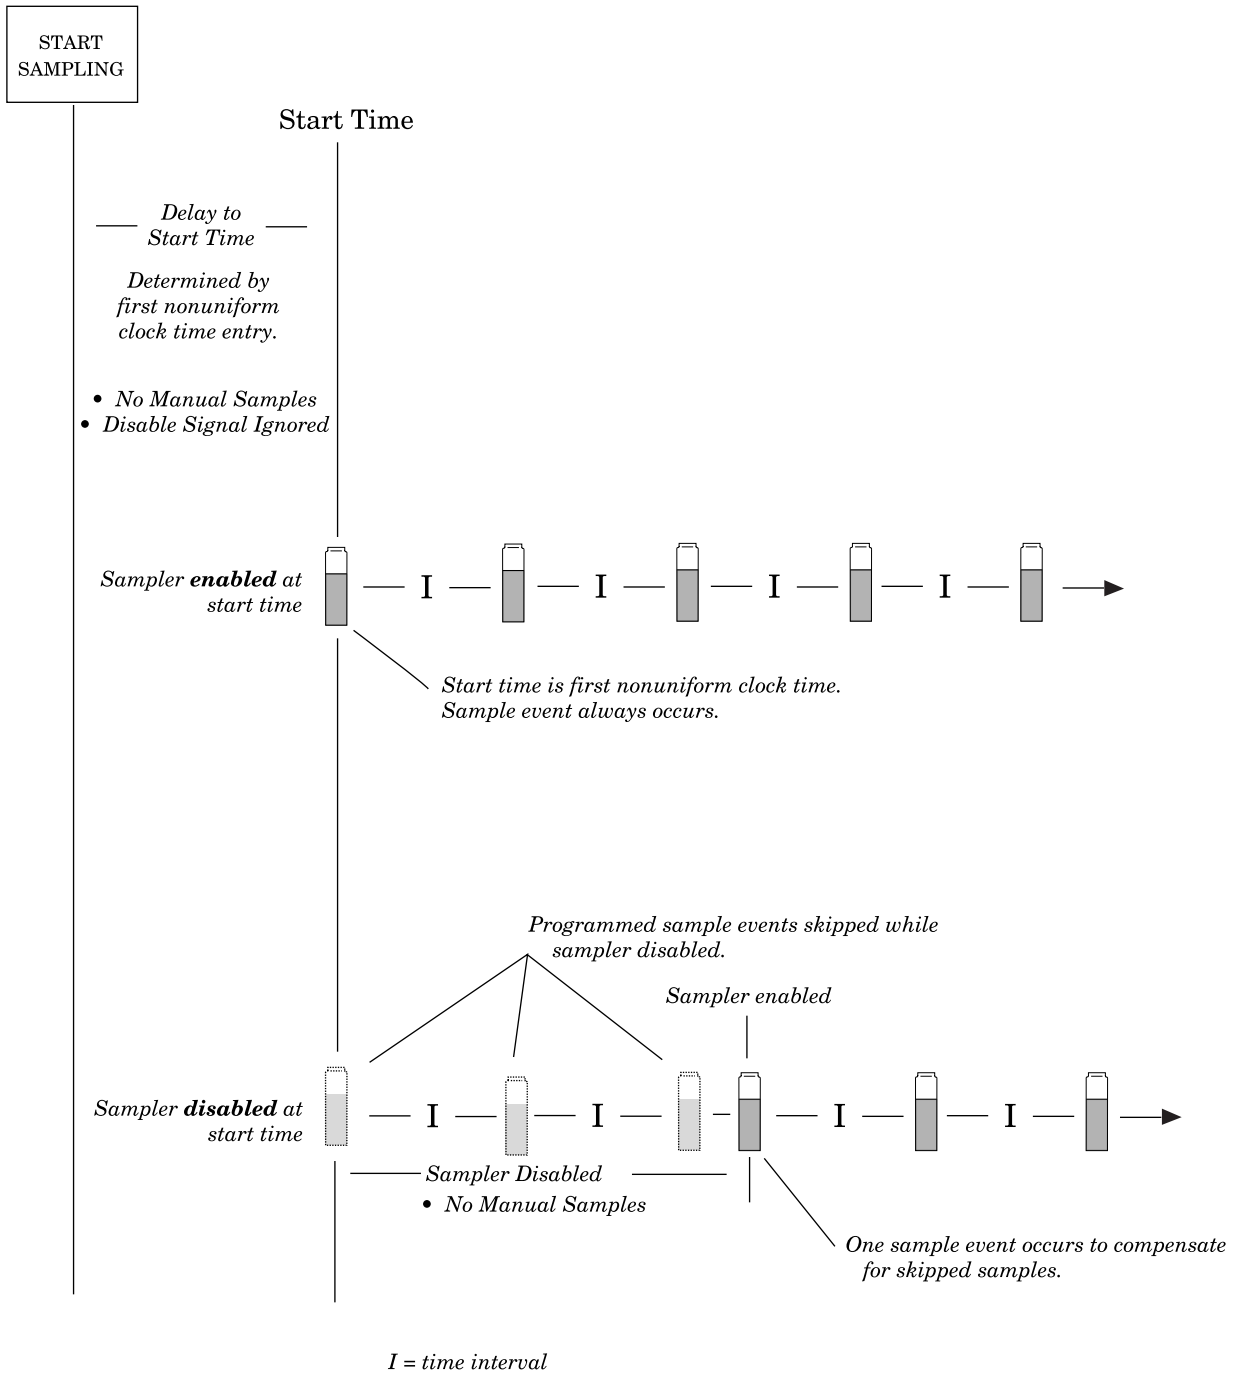 START
SAMPLING
Start Time
Delay to
Start Time
Determined by
first nonuniform
clock time entry.
• No Manual Samples
• Disable Signal Ignored
Sampler enabled at
start time
I I I I
Start time is first nonuniform clock time.
Sample event always occurs.
Programmed sample events skipped while
sampler disabled.
Sampler enabled
Sampler disabled at
start time
I I I I
Sampler Disabled
• No Manual Samples
One sample event occurs to compensate
for skipped samples.
I = time interval